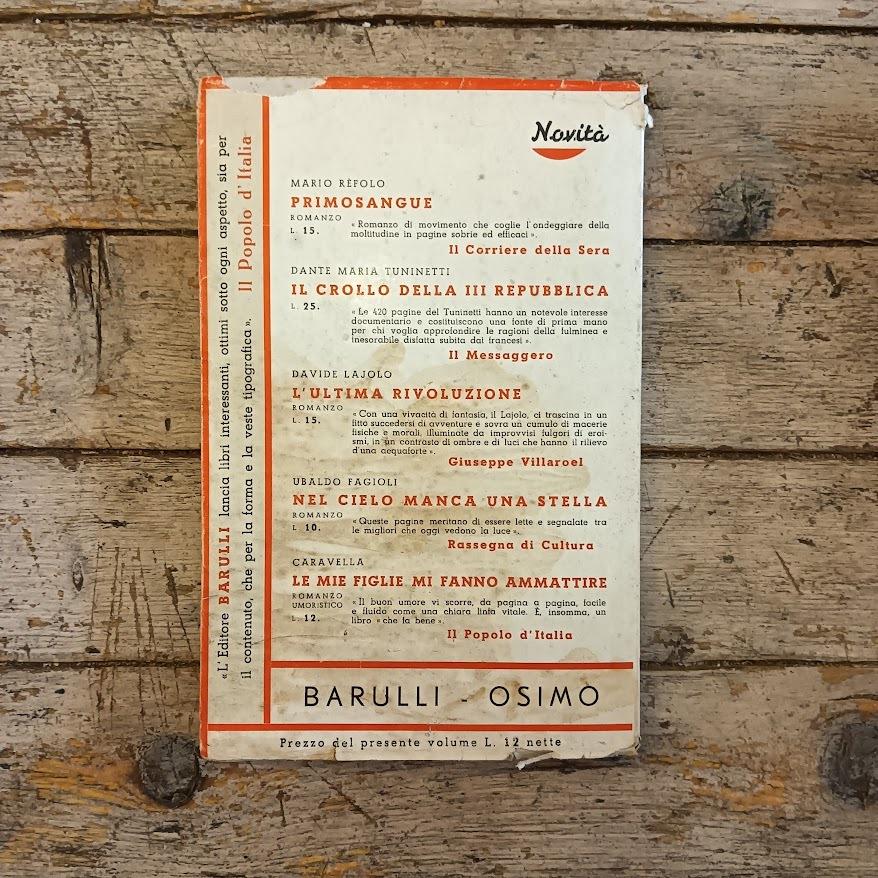 «L'Editore BARULLI lancia libri interessanti, ottimi sotto ogni aspetto, sia per
il contenuto, che per la forma e la veste tipografica». Il Popolo d'Italia
Novità
MARIO RÈFOLO
PRIMOSANGUE
ROMANZO
L. 15.
«Romanzo di movimento che coglie l'ondeggiare della
moltitudine in pagine sobrie ed efficaci».
Il Corriere della Sera
DANTE MARIA TUNINETTI
IL CROLLO DELLA III REPUBBLICA
L. 25.
«Le 420 pagine del Tuninetti hanno un notevole interesse
documentario e costituiscono una fonte di prima mano
per chi voglia approfondire le ragioni della fulminea e
inesorabile disfatta subita dai francesi».
Il Messaggero
DAVIDE LAJOLO
L'ULTIMA RIVOLUZIONE
ROMANZO
L. 15.
«Con una vivacità di fantasia, il Lajolo, ci trascina in un
fitto succedersi di avventure e sovra un cumulo di macerie
fisiche e morali, illuminate da improvvisi fulgori di eroi-
smi, in un contrasto di ombre e di luci che hanno il rilievo
d'una acquaforte».
Giuseppe Villaroel
UBALDO FAGIOLI
NEL CIELO MANCA UNA STELLA
ROMANZO
L. 10.
«Queste pagine meritano di essere lette e segnalate tra
le migliori che oggi vedono la luce».
Rassegna di Cultura
CARAVELLA
LE MIE FIGLIE MI FANNO AMMATTIRE
ROMANZO
UMORISTICO
L. 12.
«Il buon umore vi scorre, da pagina a pagina, facile
e fluido come una chiara linfa vitale. È, insomma, un
libro «che fa bene».
Il Popolo d'Italia
BARULLI - OSIMO
Prezzo del presente volume L. 12 nette